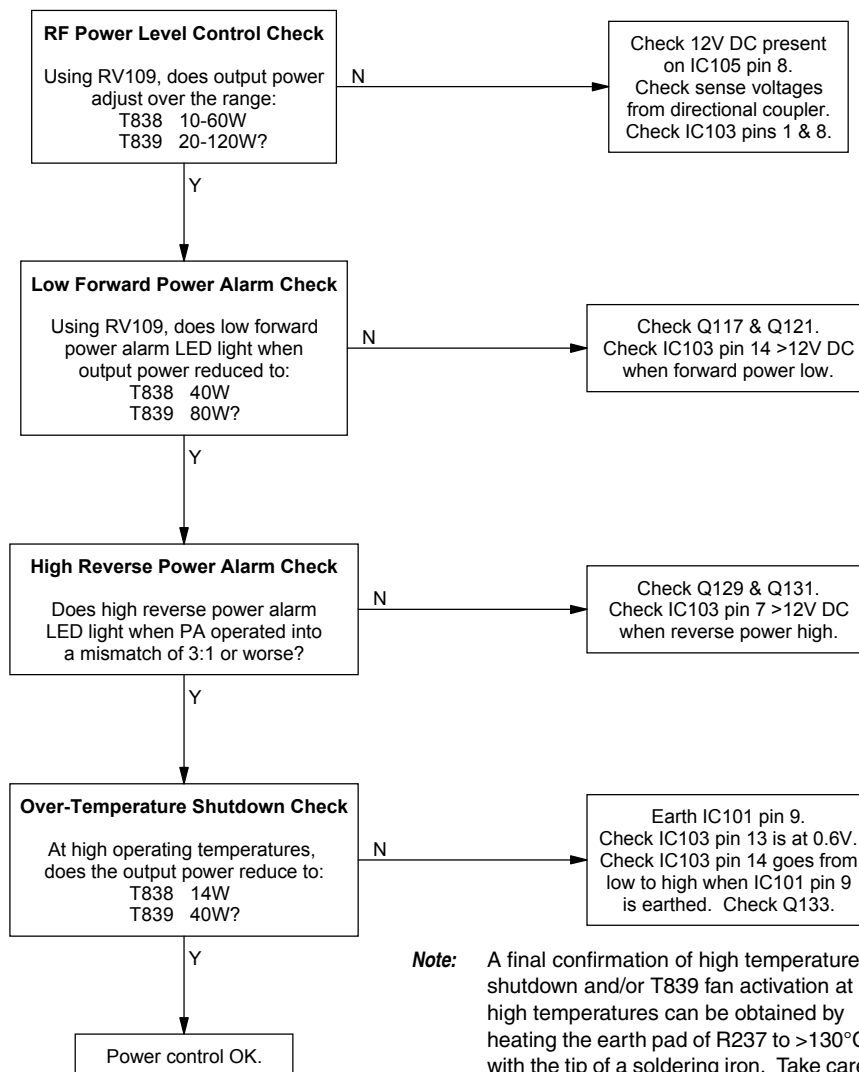 RF Power Level Control Check
Using RV109, does output power
adjust over the range:
T838 10-60W
T839 20-120W?
N
Check 12V DC present
on IC105 pin 8.
Check sense voltages
from directional coupler.
Check IC103 pins 1 & 8.
Y
Low Forward Power Alarm Check
Using RV109, does low forward
power alarm LED light when
output power reduced to:
T838 40W
T839 80W?
N
Check Q117 & Q121.
Check IC103 pin 14 >12V DC
when forward power low.
Y
High Reverse Power Alarm Check
Does high reverse power alarm
LED light when PA operated into
a mismatch of 3:1 or worse?
N
Check Q129 & Q131.
Check IC103 pin 7 >12V DC
when reverse power high.
Y
Over-Temperature Shutdown Check
At high operating temperatures,
does the output power reduce to:
T838 14W
T839 40W?
N
Earth IC101 pin 9.
Check IC103 pin 13 is at 0.6V.
Check IC103 pin 14 goes from
low to high when IC101 pin 9
is earthed. Check Q133.
Y
Power control OK.
Note: A final confirmation of high temperature
shutdown and/or T839 fan activation at
high temperatures can be obtained by
heating the earth pad of R237 to >130°C
with the tip of a soldering iron. Take care